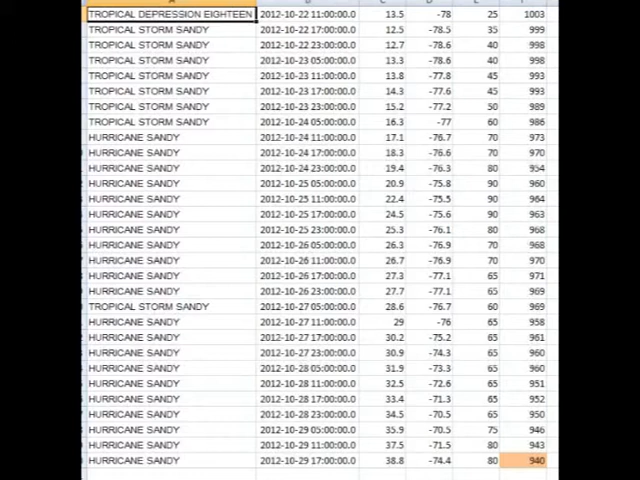 TROPICAL DEPRESSION EIGHTEEN 2012-10-22 11:00:00.0 13.5 -78 25 1003
TROPICAL STORM SANDY 2012-10-22 17:00:00.0 12.5 -78.5 35 999
TROPICAL STORM SANDY 2012-10-22 23:00:00.0 12.7 -78.6 40 998
TROPICAL STORM SANDY 2012-10-23 05:00:00.0 13.3 -78.6 40 998
TROPICAL STORM SANDY 2012-10-23 11:00:00.0 13.8 -77.8 45 993
TROPICAL STORM SANDY 2012-10-23 17:00:00.0 14.3 -77.6 45 993
TROPICAL STORM SANDY 2012-10-23 23:00:00.0 15.2 -77.2 50 989
TROPICAL STORM SANDY 2012-10-24 05:00:00.0 16.3 -77 60 986
HURRICANE SANDY 2012-10-24 11:00:00.0 17.1 -76.7 70 973
HURRICANE SANDY 2012-10-24 17:00:00.0 18.3 -76.6 70 970
HURRICANE SANDY 2012-10-24 23:00:00.0 19.4 -76.3 80 954
HURRICANE SANDY 2012-10-25 05:00:00.0 20.9 -75.8 90 960
HURRICANE SANDY 2012-10-25 11:00:00.0 22.4 -75.5 90 964
HURRICANE SANDY 2012-10-25 17:00:00.0 24.5 -75.6 90 963
HURRICANE SANDY 2012-10-25 23:00:00.0 25.3 -76.1 80 968
HURRICANE SANDY 2012-10-26 05:00:00.0 26.3 -76.9 70 968
HURRICANE SANDY 2012-10-26 11:00:00.0 26.7 -76.9 70 970
HURRICANE SANDY 2012-10-26 17:00:00.0 27.3 -77.1 65 971
HURRICANE SANDY 2012-10-26 23:00:00.0 27.7 -77.1 65 969
TROPICAL STORM SANDY 2012-10-27 05:00:00.0 28.6 -76.7 60 969
HURRICANE SANDY 2012-10-27 11:00:00.0 29 -76 65 958
HURRICANE SANDY 2012-10-27 17:00:00.0 30.2 -75.2 65 961
HURRICANE SANDY 2012-10-27 23:00:00.0 30.9 -74.3 65 960
HURRICANE SANDY 2012-10-28 05:00:00.0 31.9 -73.3 65 960
HURRICANE SANDY 2012-10-28 11:00:00.0 32.5 -72.6 65 951
HURRICANE SANDY 2012-10-28 17:00:00.0 33.4 -71.3 65 952
HURRICANE SANDY 2012-10-28 23:00:00.0 34.5 -70.5 65 950
HURRICANE SANDY 2012-10-29 05:00:00.0 35.9 -70.5 75 946
HURRICANE SANDY 2012-10-29 11:00:00.0 37.5 -71.5 80 943
HURRICANE SANDY 2012-10-29 17:00:00.0 38.8 -74.4 80 940